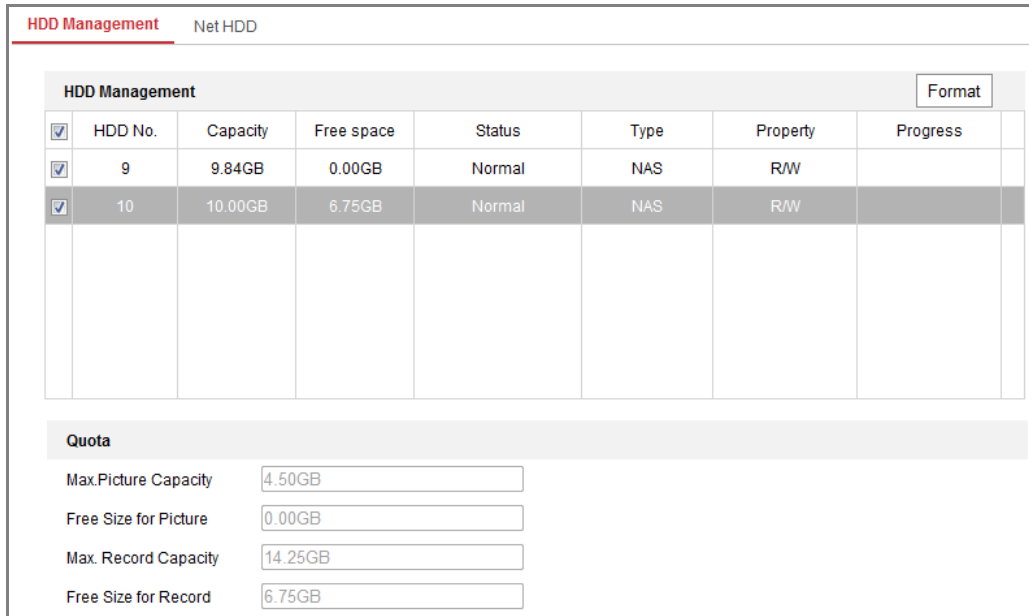 HDD Management Net HDD
HDD Management Format
HDD No. Capacity Free space Status Type Property Progress
9 9.84GB 0.00GB Normal NAS R/W
10 10.00GB 6.75GB Normal NAS R/W
Quota
Max.Picture Capacity 4.50GB
Free Size for Picture 0.00GB
Max. Record Capacity 14.25GB
Free Size for Record 6.75GB